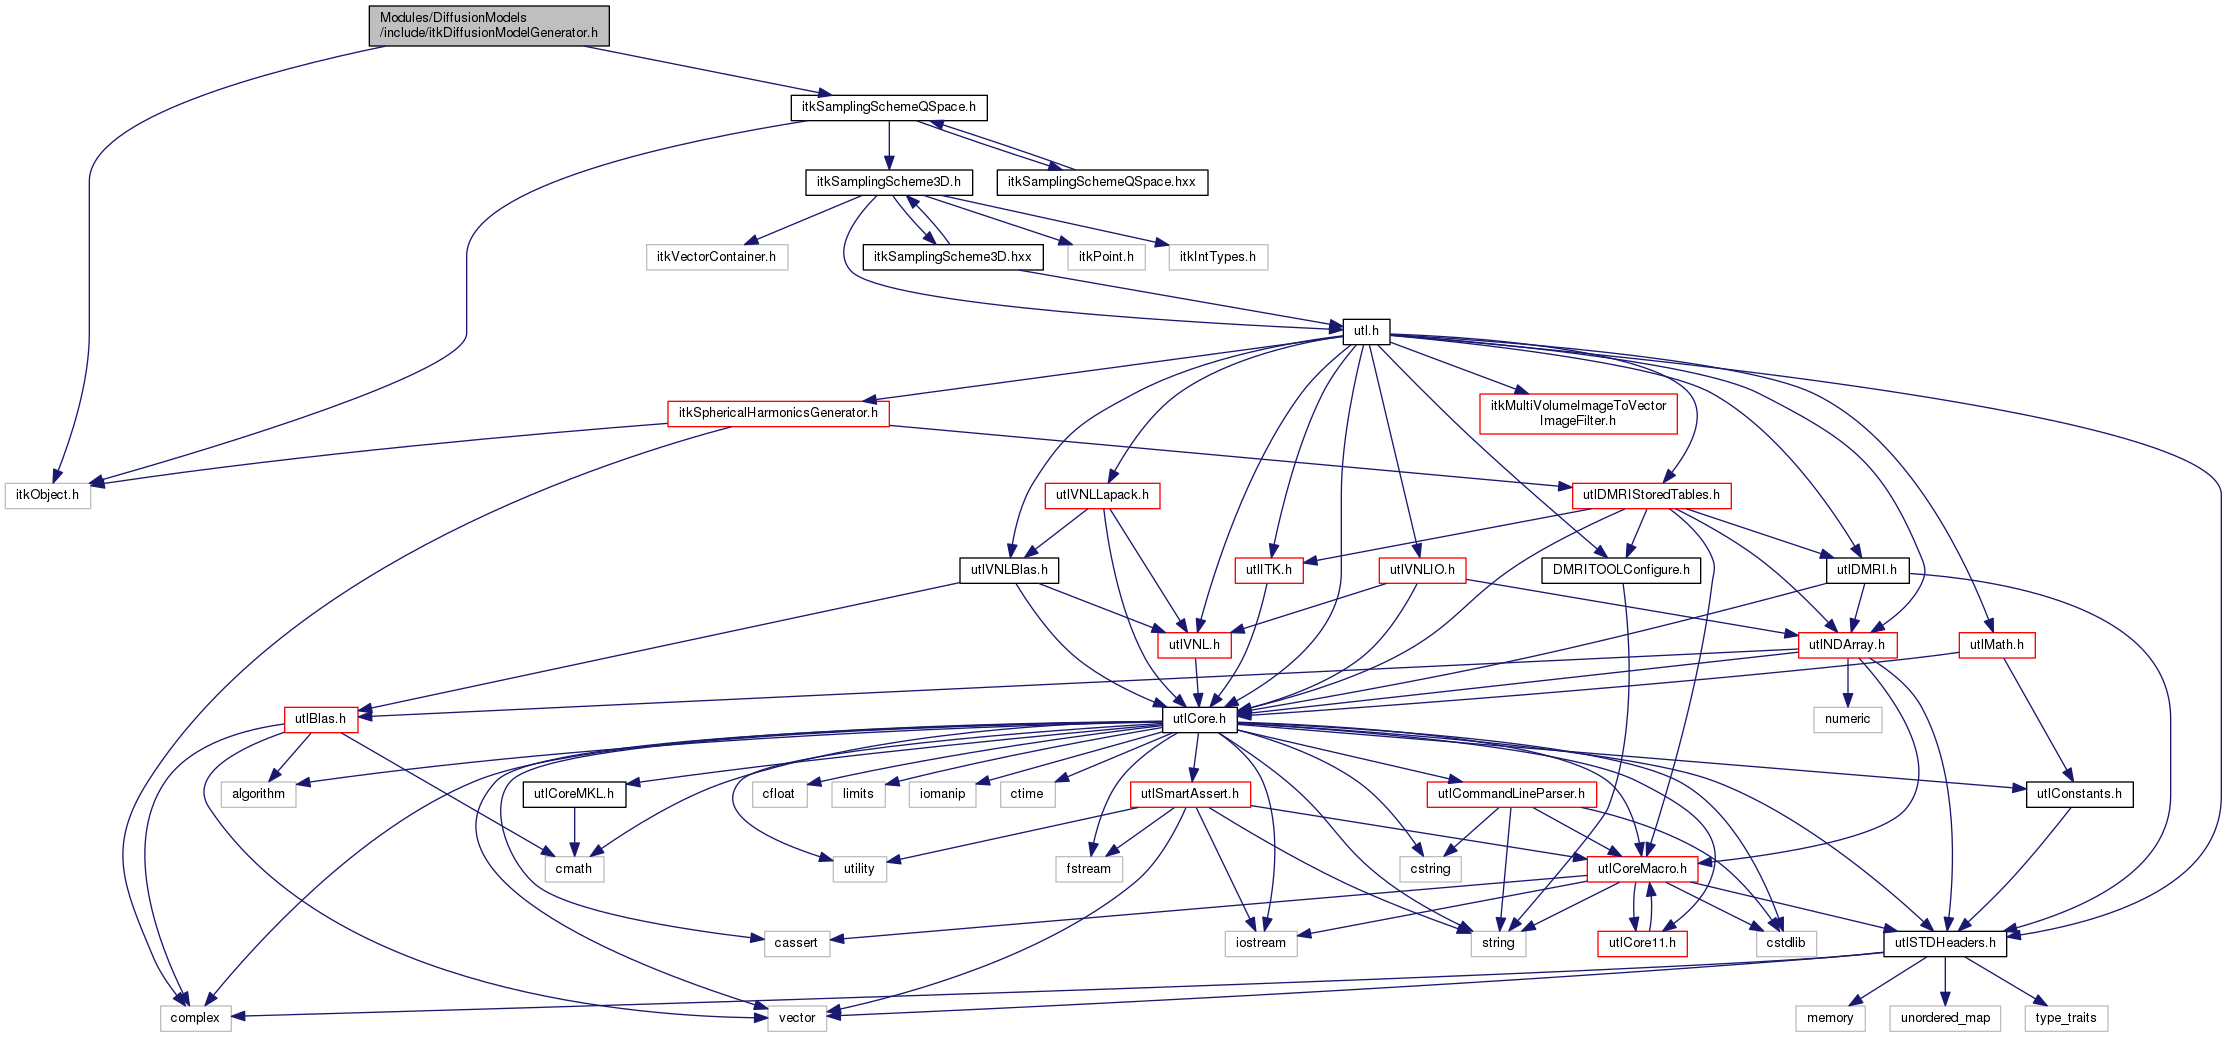 Modules/DiffusionModels
/include/itkDiffusionModelGenerator.h
itkSamplingSchemeQSpace.h
itkSamplingScheme3D.h
itkSamplingSchemeQSpace.hxx
itkVectorContainer.h
itkSamplingScheme3D.hxx
itkPoint.h
itkIntTypes.h
utl.h
itkSphericalHarmonicsGenerator.h
itkMultiVolumeImageToVector
ImageFilter.h
itkObject.h
utlVNLLapack.h
utlDMRIStoredTables.h
utlVNLBlas.h
utlITK.h
utlVNLIO.h
DMRITOOLConfigure.h
utlDMRI.h
utlVNL.h
utlNDArray.h
utlMath.h
utlBlas.h
utlCore.h
numeric
algorithm
utlCoreMKL.h
cfloat
limits
iomanip
ctime
utlSmartAssert.h
utlCommandLineParser.h
utlConstants.h
cmath
utility
fstream
cstring
utlCoreMacro.h
cassert
iostream
string
utlCore11.h
cstdlib
utlSTDHeaders.h
complex
vector
memory
unordered_map
type_traits